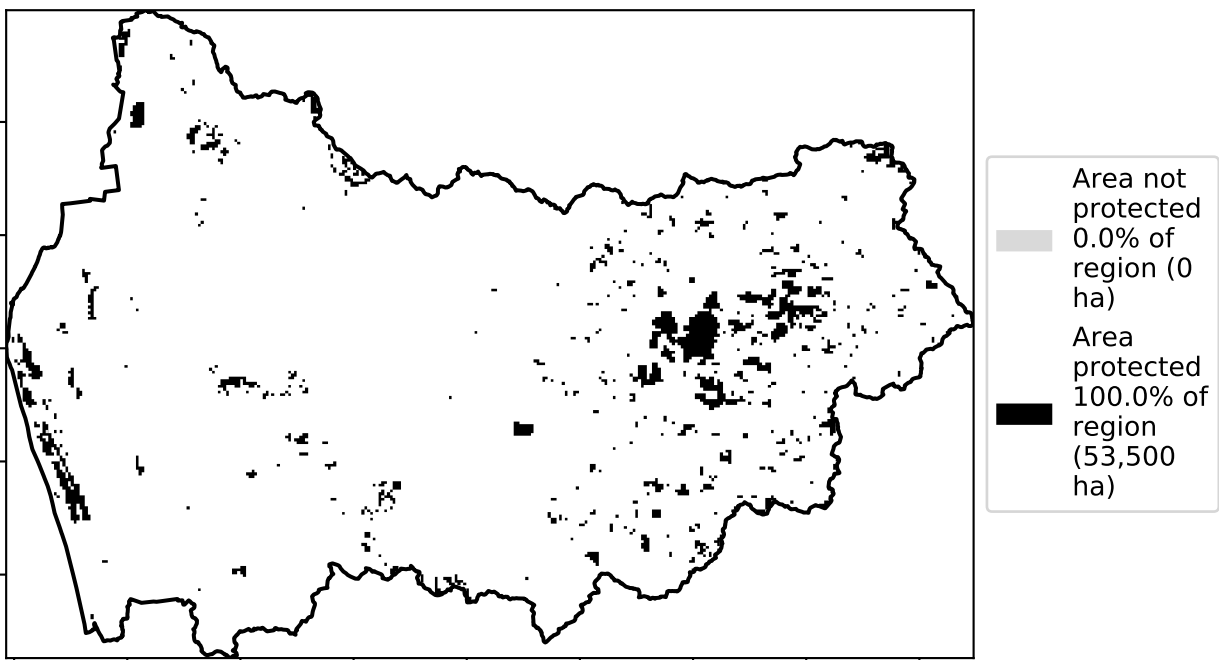 Area not
protected
0.0% of
region (0
ha)
Area
protected
100.0% of
region
(53,500
ha)